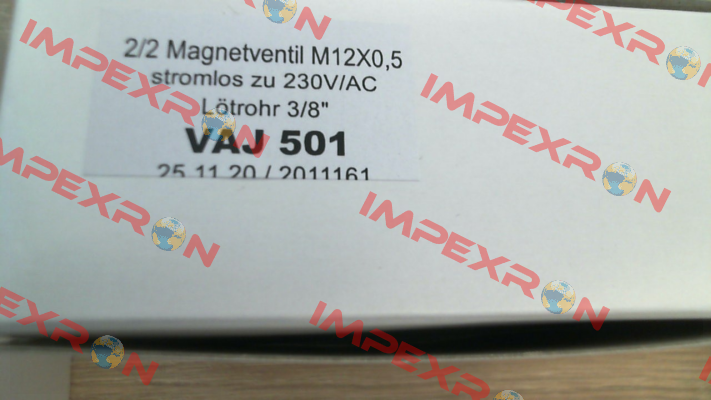 2/2 Magnetventil M12X0,5
stromlos zu 230V/AC
Lötrohr 3/8"
VAJ 501
25.11.20 / 2011161
IMPEXRON
IMPEXRON
IMPEXRON
IMPEXRON
IMPEXRON
IMPEXRON
IMPEXRON